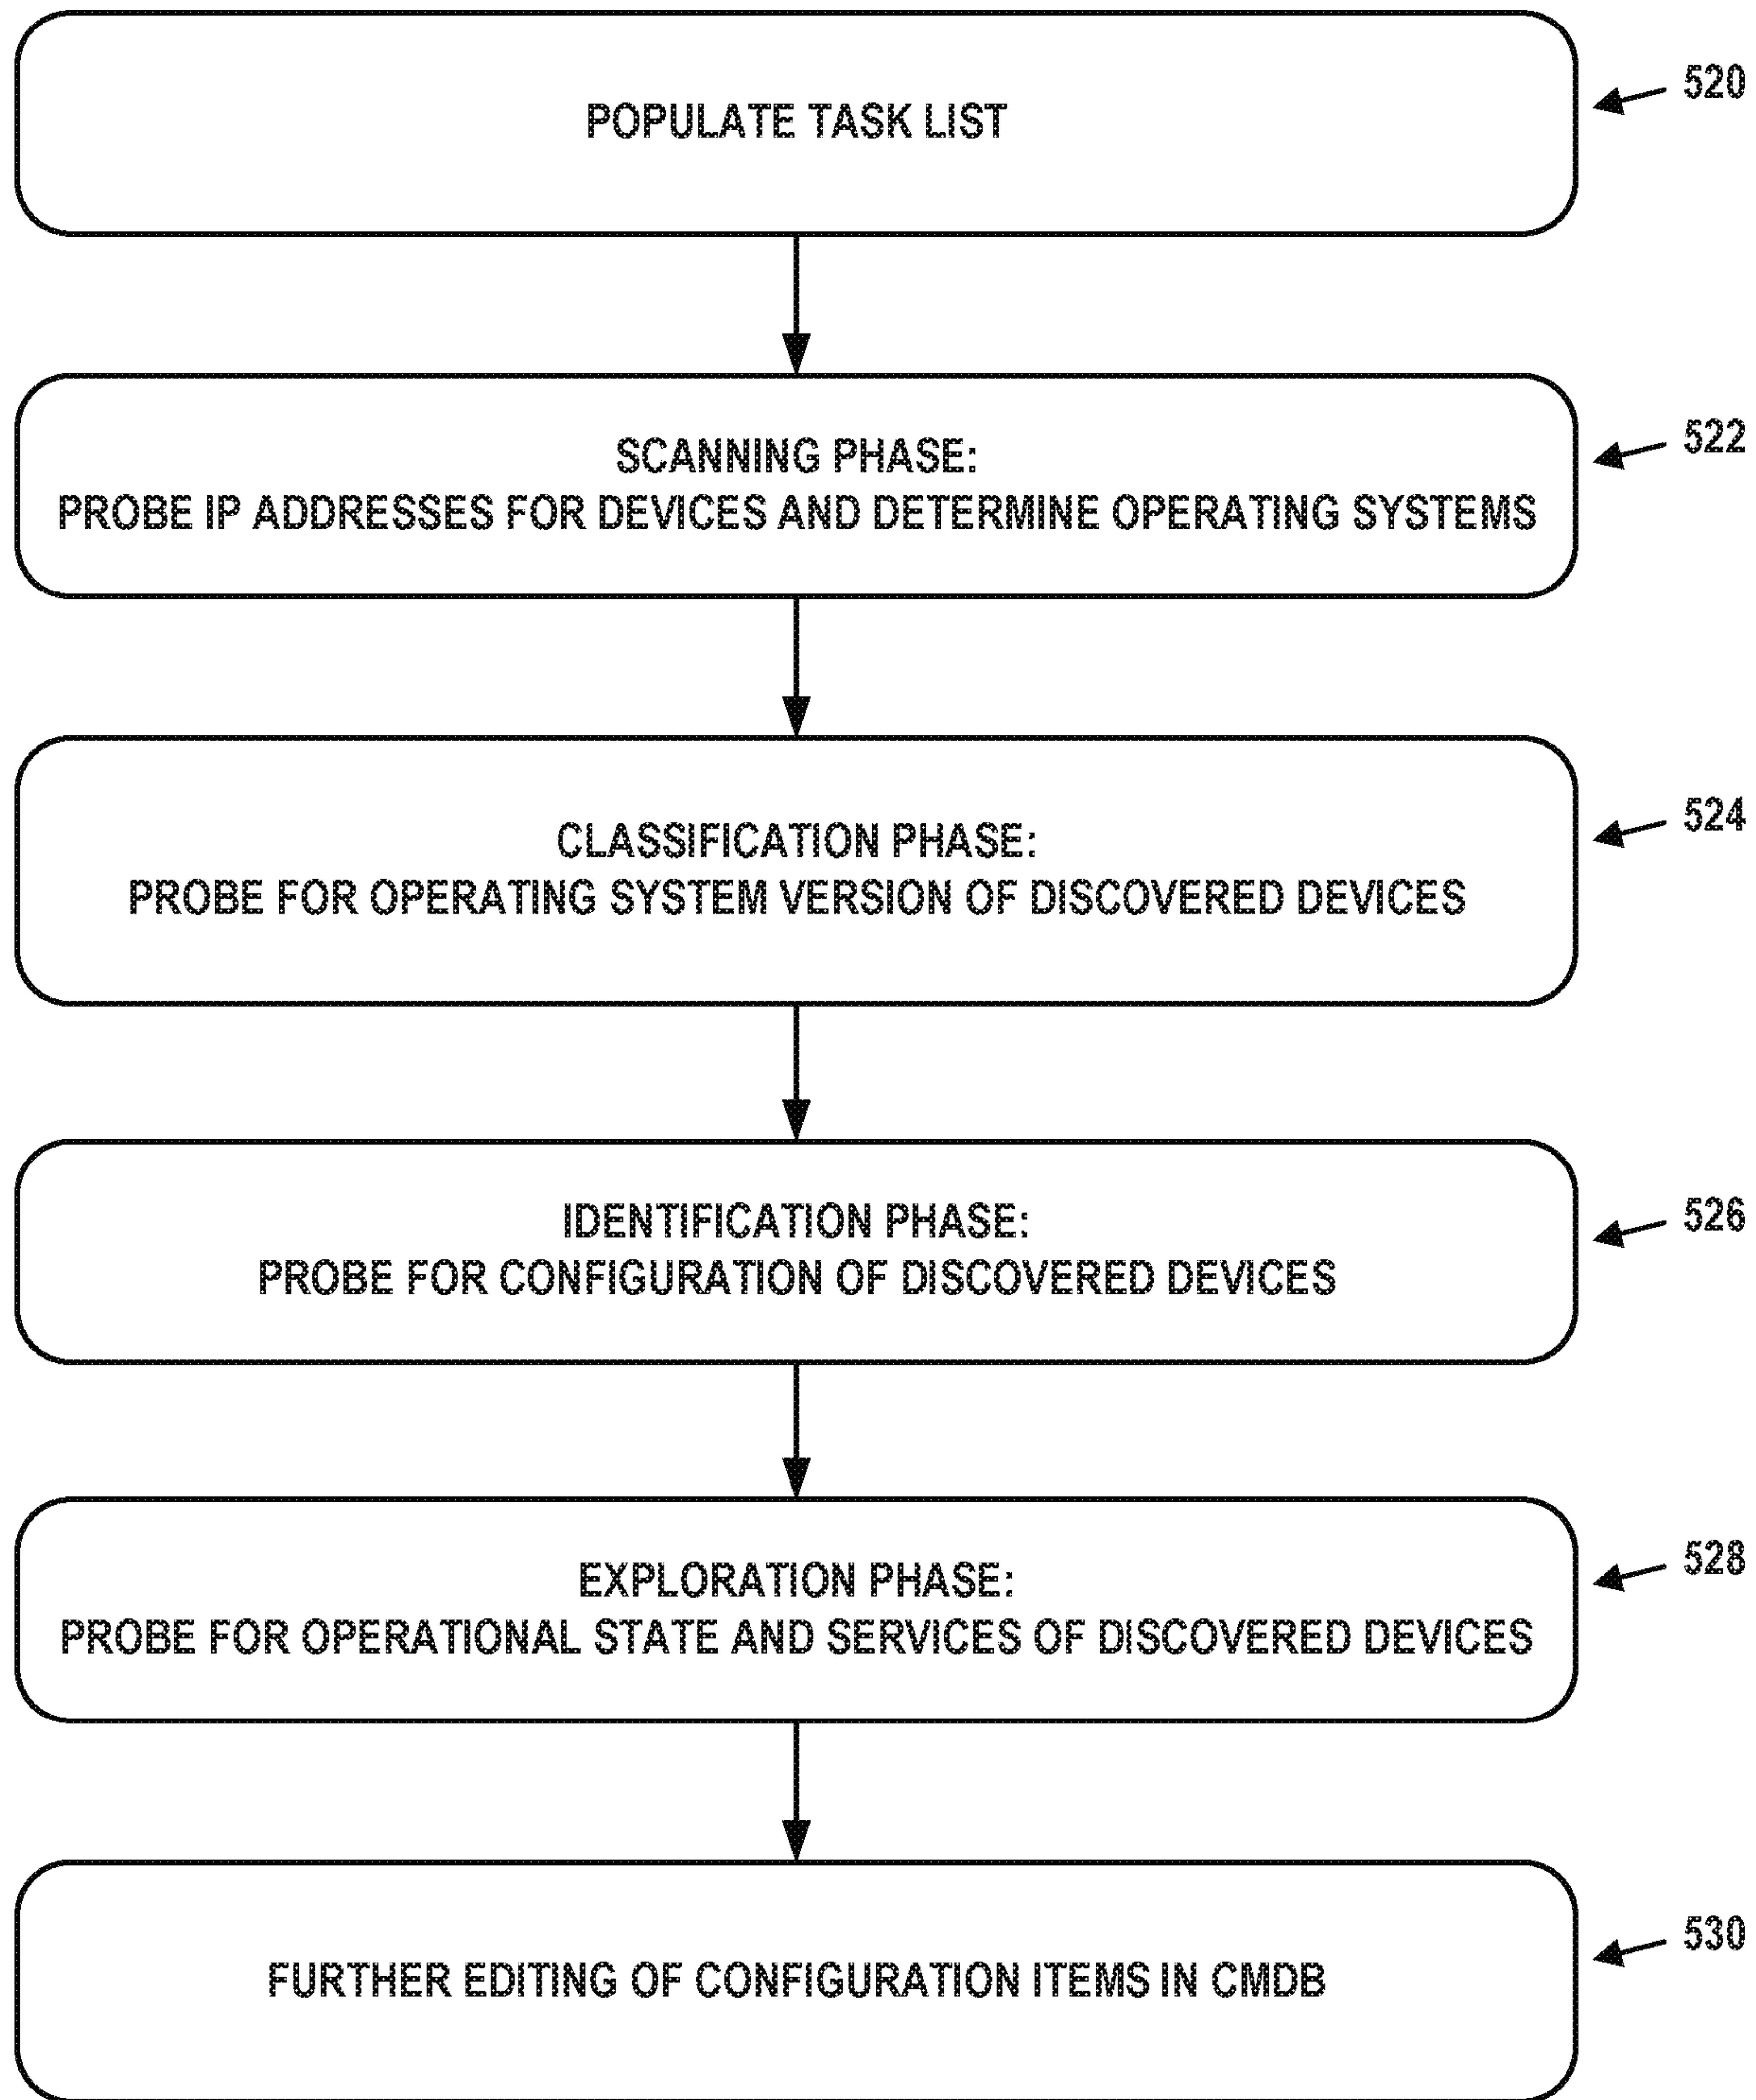 POPULATE TASK LIST
520
SCANNING PHASE:
PROBE IP ADDRESSES FOR DEVICES AND DETERMINE OPERATING SYSTEMS
522
CLASSIFICATION PHASE:
PROBE FOR OPERATING SYSTEM VERSION OF DISCOVERED DEVICES
524
IDENTIFICATION PHASE:
PROBE FOR CONFIGURATION OF DISCOVERED DEVICES
526
EXPLORATION PHASE:
PROBE FOR OPERATIONAL STATE AND SERVICES OF DISCOVERED DEVICES
528
FURTHER EDITING OF CONFIGURATION ITEMS IN CMDB
530